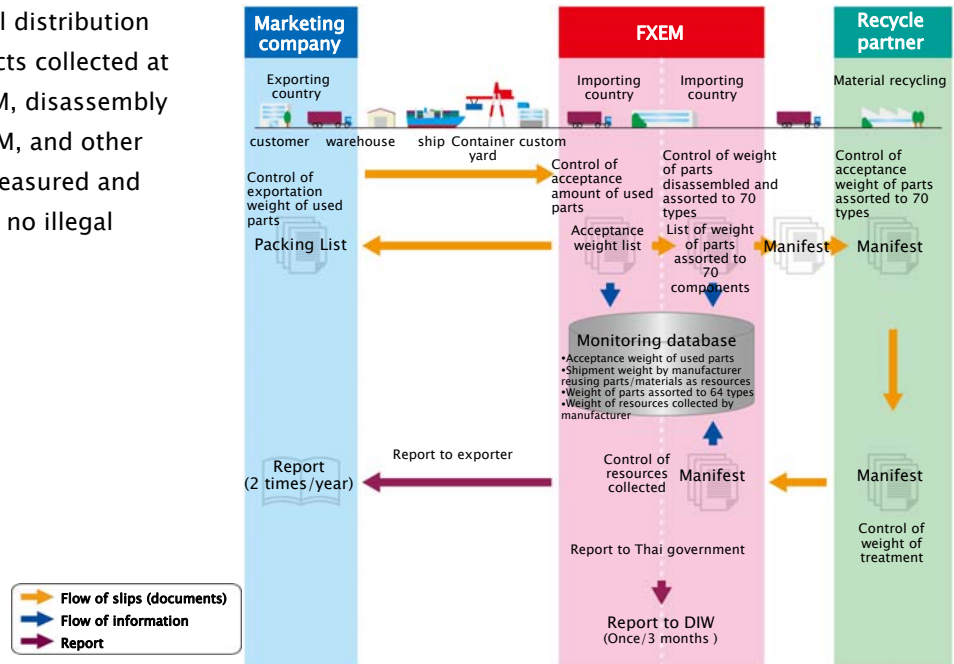 l distribution
cts collected at
M, disassembly
M, and other
easured and
no illegal
Marketing
company
FXEM
Recycle
partner
Exporting
country
Importing
country
Importing
country
Material recycling
customer
warehouse
ship
Container
yard
custom
Control of
exportation
weight of used
parts
Control of
acceptance
amount of used
parts
Control of weight
of parts
disassembled and
assorted to 70
types
Control of
acceptance
weight of parts
assorted to 70
types
Packing List
Acceptance
weight list
List of weight
of parts
assorted to
70
components
Manifest
Manifest
Monitoring database
•Acceptance weight of used parts
•Shipment weight by manufacturer
reusing parts/materials as resources
•Weight of parts assorted to 64 types
•Weight of resources collected by
manufacturer
Report
(2 times/year)
Report to exporter
Control of
resources
collected
Manifest
Manifest
Control of
weight of
treatment
Report to Thai government
Report to DIW
(Once/3 months )
Flow of slips (documents)
Flow of information
Report